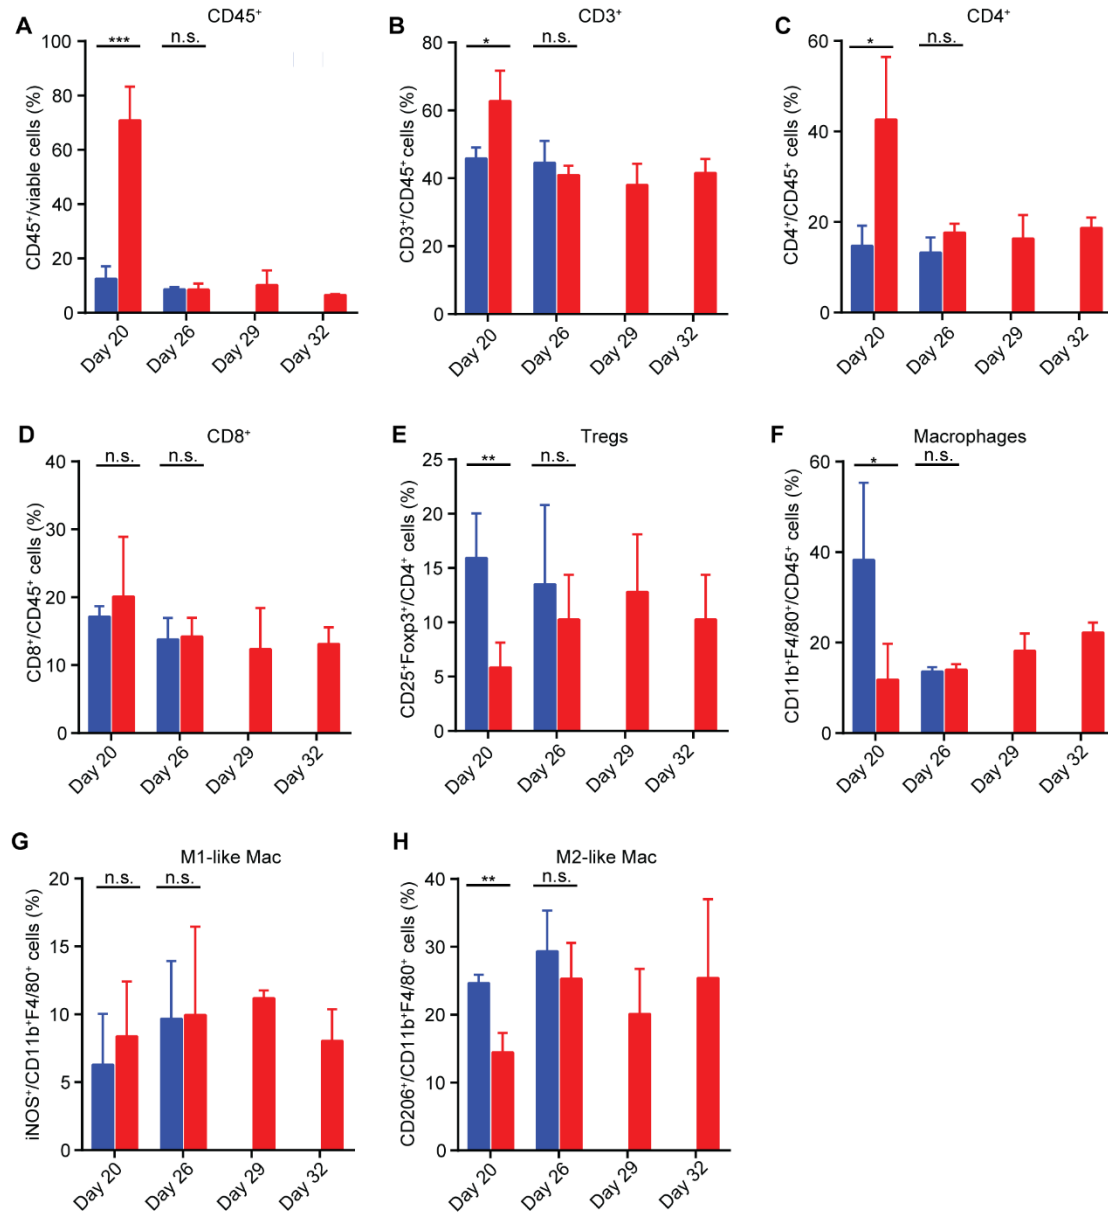 A
CD45⁺
***
n.s.
CD45⁺/viable cells (%)
100
80
60
40
20
0
Day 20
Day 26
Day 29
Day 32
B
CD3⁺
*
n.s.
CD3⁺/CD45⁺ cells (%)
80
60
40
20
0
Day 20
Day 26
Day 29
Day 32
C
CD4⁺
*
n.s.
CD4⁺/CD45⁺ cells (%)
60
40
20
0
Day 20
Day 26
Day 29
Day 32
D
CD8⁺
n.s.
n.s.
CD8⁺/CD45⁺ cells (%)
40
30
20
10
0
Day 20
Day 26
Day 29
Day 32
E
Tregs
**
n.s.
CD25⁺Foxp3⁺/CD4⁺ cells (%)
25
20
15
10
5
0
Day 20
Day 26
Day 29
Day 32
F
Macrophages
*
n.s.
CD11b⁺F4/80⁺/CD45⁺ cells (%)
60
40
20
0
Day 20
Day 26
Day 29
Day 32
G
M1-like Mac
n.s.
n.s.
iNOS⁺/CD11b⁺F4/80⁺ cells (%)
20
15
10
5
0
Day 20
Day 26
Day 29
Day 32
H
M2-like Mac
**
n.s.
CD206⁺/CD11b⁺F4/80⁺ cells (%)
40
30
20
10
0
Day 20
Day 26
Day 29
Day 32